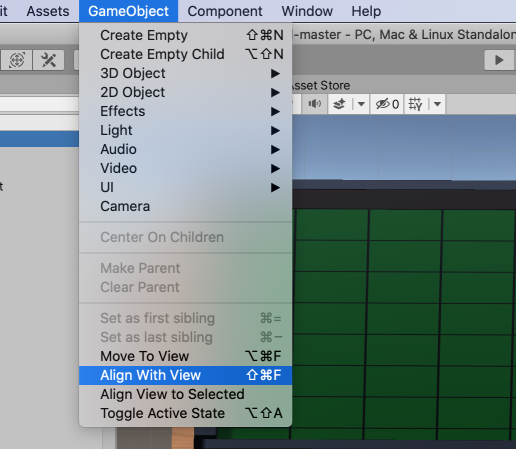 it Assets GameObject Component Window Help
Create Empty ⇧⌘N
-master - PC, Mac & Linux Standalon
Create Empty Child ⌥⇧N
3D Object ▶
2D Object ▶
Asset Store
Effects ▶
0
Light ▶
Audio ▶
Video ▶
UI ▶
t
Camera
Center On Children
Make Parent
Clear Parent
Set as first sibling ⌘=
Set as last sibling ⌘−
Move To View ⌥⌘F
Align With View ⇧⌘F
Align View to Selected
Toggle Active State ⌥⇧A